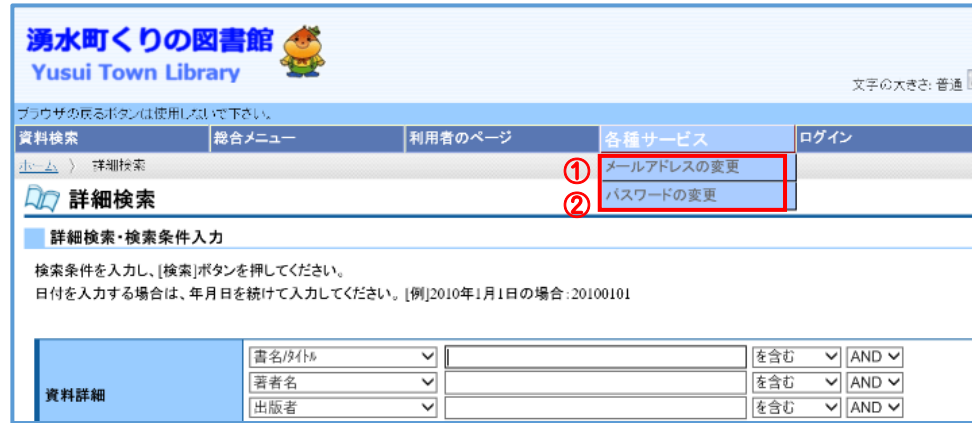 湧水町くりの図書館
Yusui Town Library
文字の大きさ: 普通
ブラウザの戻るボタンは使用しないで下さい。
資料検索 総合メニュー 利用者のページ 各種サービス ログイン
ホーム 〉 詳細検索
① メールアドレスの変更
② パスワードの変更
詳細検索
詳細検索・検索条件入力
検索条件を入力し、[検索]ボタンを押してください。
日付を入力する場合は、年月日を続けて入力してください。[例]2010年1月1日の場合:20100101
資料詳細
書名/タイトル を含む AND
著者名 を含む AND
出版者 を含む AND